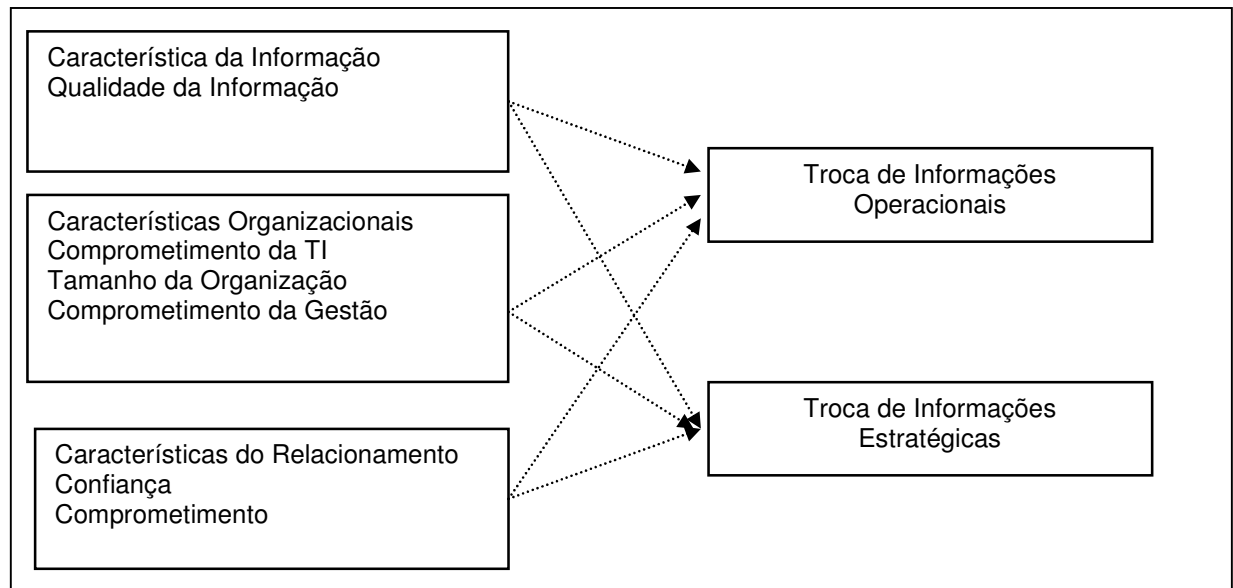 Característica da Informação
Qualidade da Informação
Características Organizacionais
Comprometimento da TI
Tamanho da Organização
Comprometimento da Gestão
Características do Relacionamento
Confiança
Comprometimento
Troca de Informações
Operacionais
Troca de Informações
Estratégicas